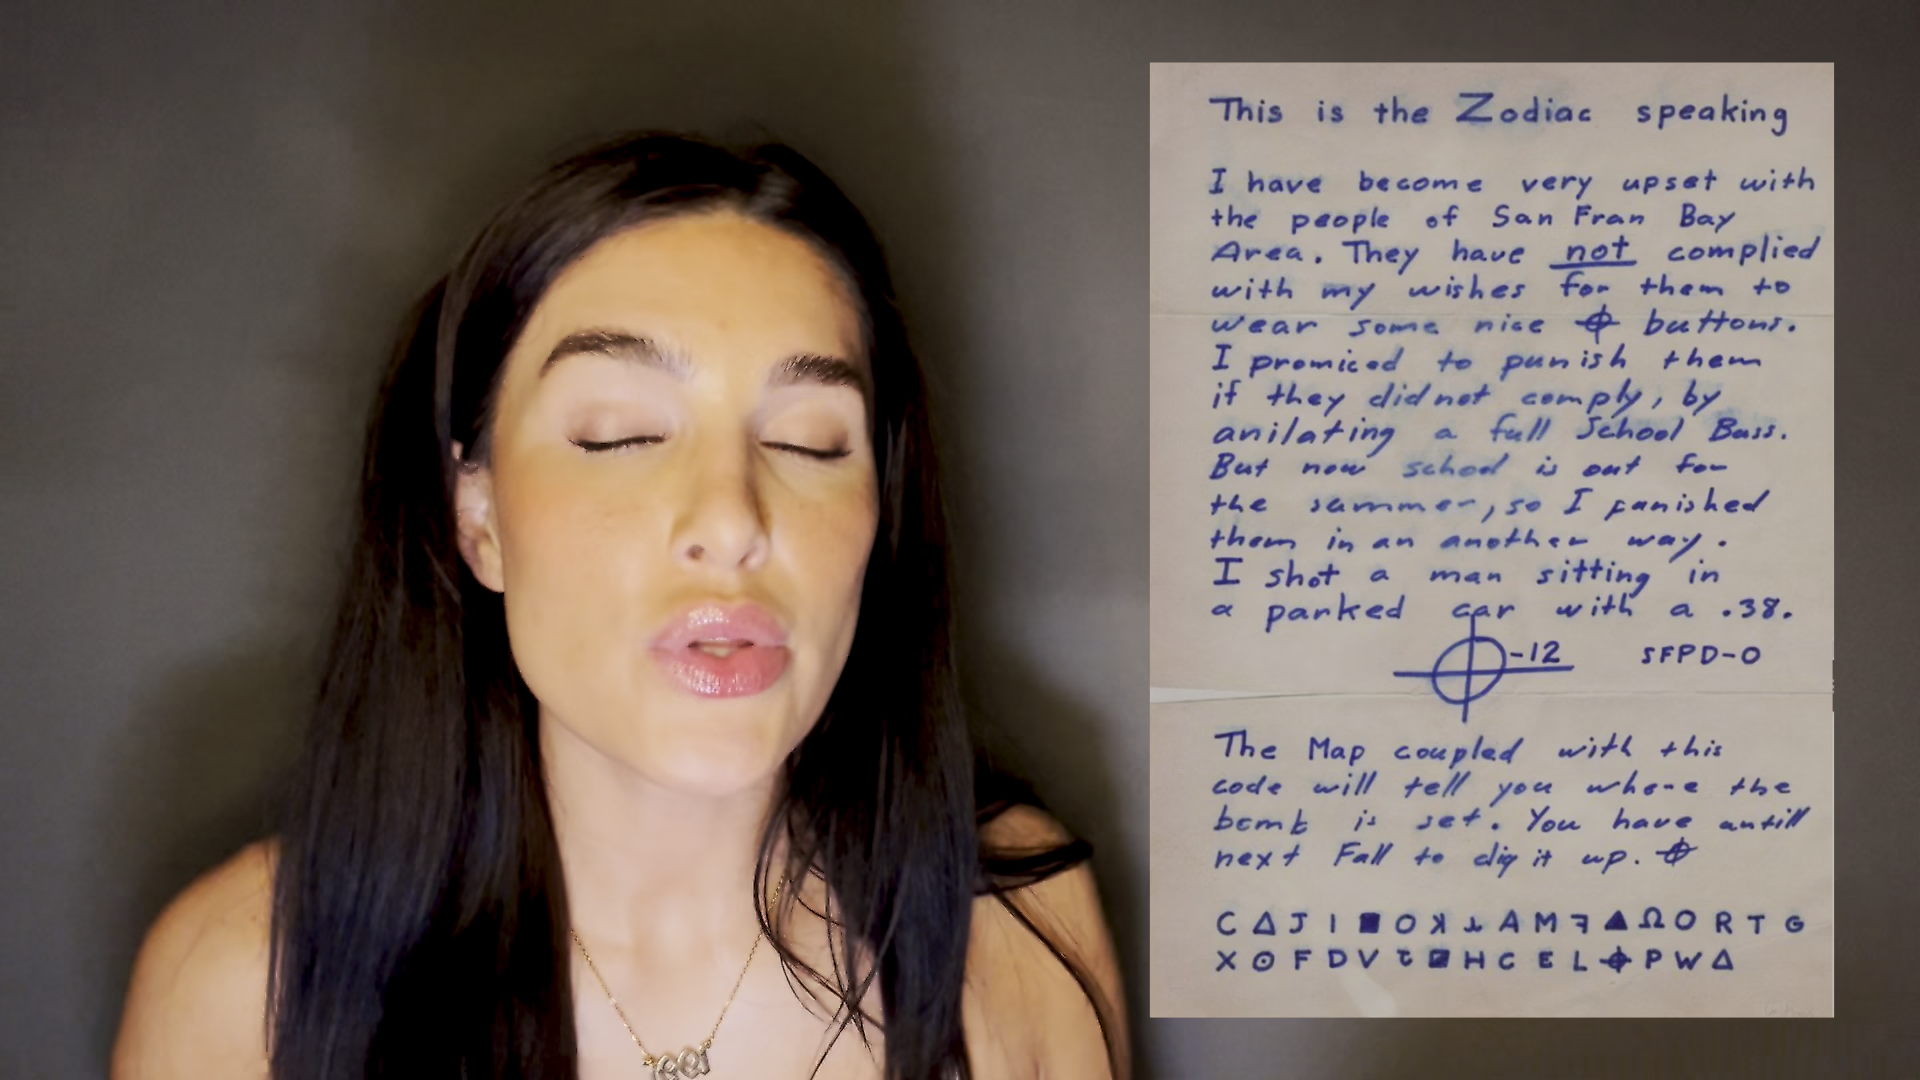 This is the Zodiac speaking
I have become very upset with
the people of San Fran Bay
Area. They have not complied
with my wishes for them to
wear some nice ⌖ buttons.
I promiced to punish them
if they did not comply, by
anilating a full School Buss.
But now school is out for
the summer, so I punished
them in an another way.
I shot a man sitting in
a parked car with a .38.
⌖-12 SFPD-0
The Map coupled with this
code will tell you where the
bomb is set. You have untill
next Fall to dig it up. ⌖
C Δ J I ■ O ꓘ ⅄ A M ꟻ ▲ Ω O R T G
X ⊙ F D V Ɛ ◪ H C E L ⌖ P W Δ